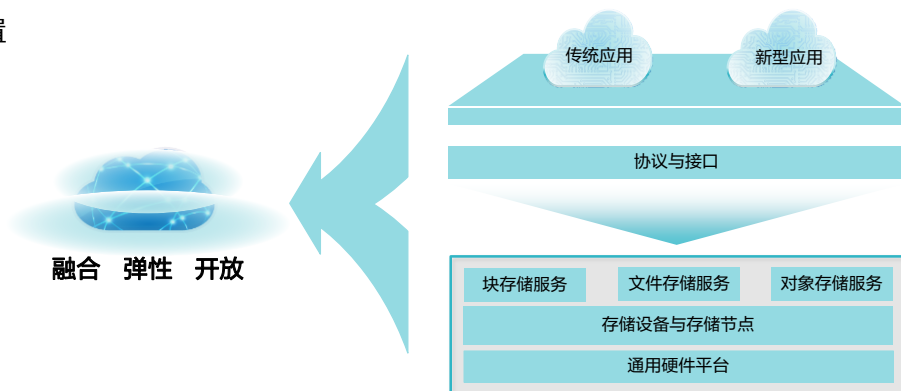 置
传统应用
新型应用
协议与接口
融合 弹性 开放
块存储服务 文件存储服务 对象存储服务
存储设备与存储节点
通用硬件平台